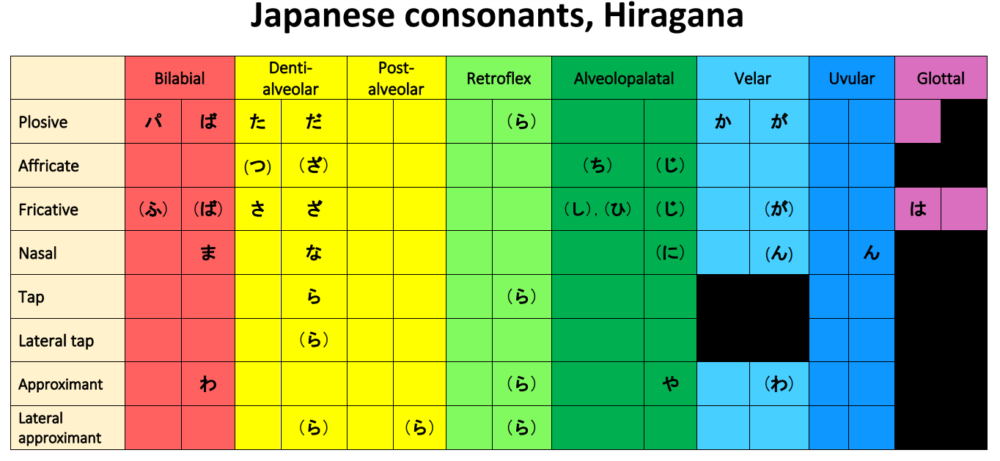 Japanese consonants, Hiragana
Bilabial Denti-alveolar Post-alveolar Retroflex Alveolopalatal Velar Uvular Glottal
Plosive パ ば た だ (ら) か が
Affricate (つ) (ざ) (ち) (じ)
Fricative (ふ) (ば) さ ざ (し), (ひ) (じ) (が) は
Nasal ま な (に) (ん) ん
Tap ら (ら)
Lateral tap (ら)
Approximant わ (ら) や (わ)
Lateral approximant (ら) (ら) (ら)